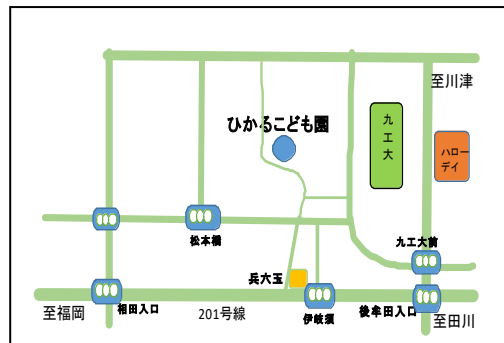 至川津
九工大
ひかるこども園
ハローデイ
松本橋
九工大前
兵六玉
相田入口
伊岐須
後牟田入口
至福岡
201号線
至田川